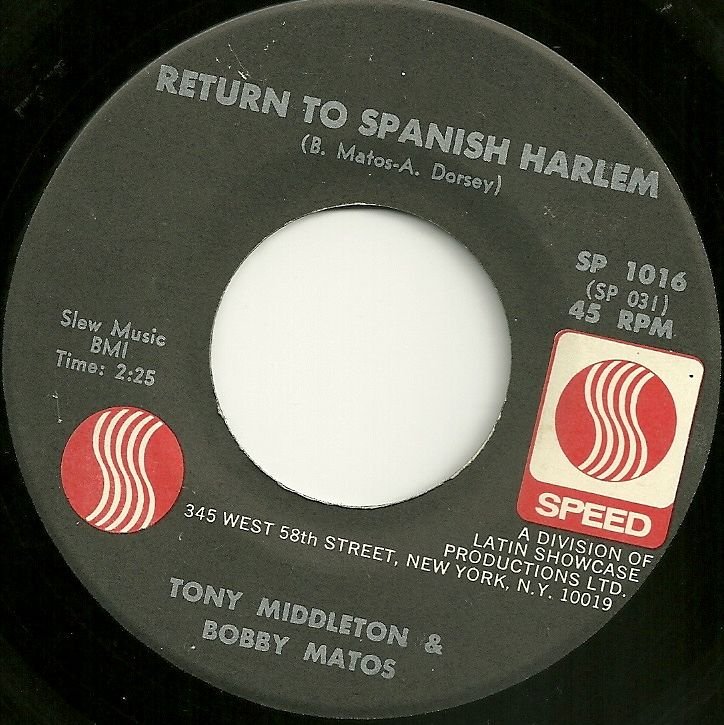 RETURN TO SPANISH HARLEM
(B. Matos-A. Dorsey)
SP 1016
(SP 031)
45 RPM
Slew Music
BMI
Time: 2:25
SPEED
A DIVISION OF
LATIN SHOWCASE
PRODUCTIONS LTD.
345 WEST 58th STREET, NEW YORK, N.Y. 10019
TONY MIDDLETON &
BOBBY MATOS